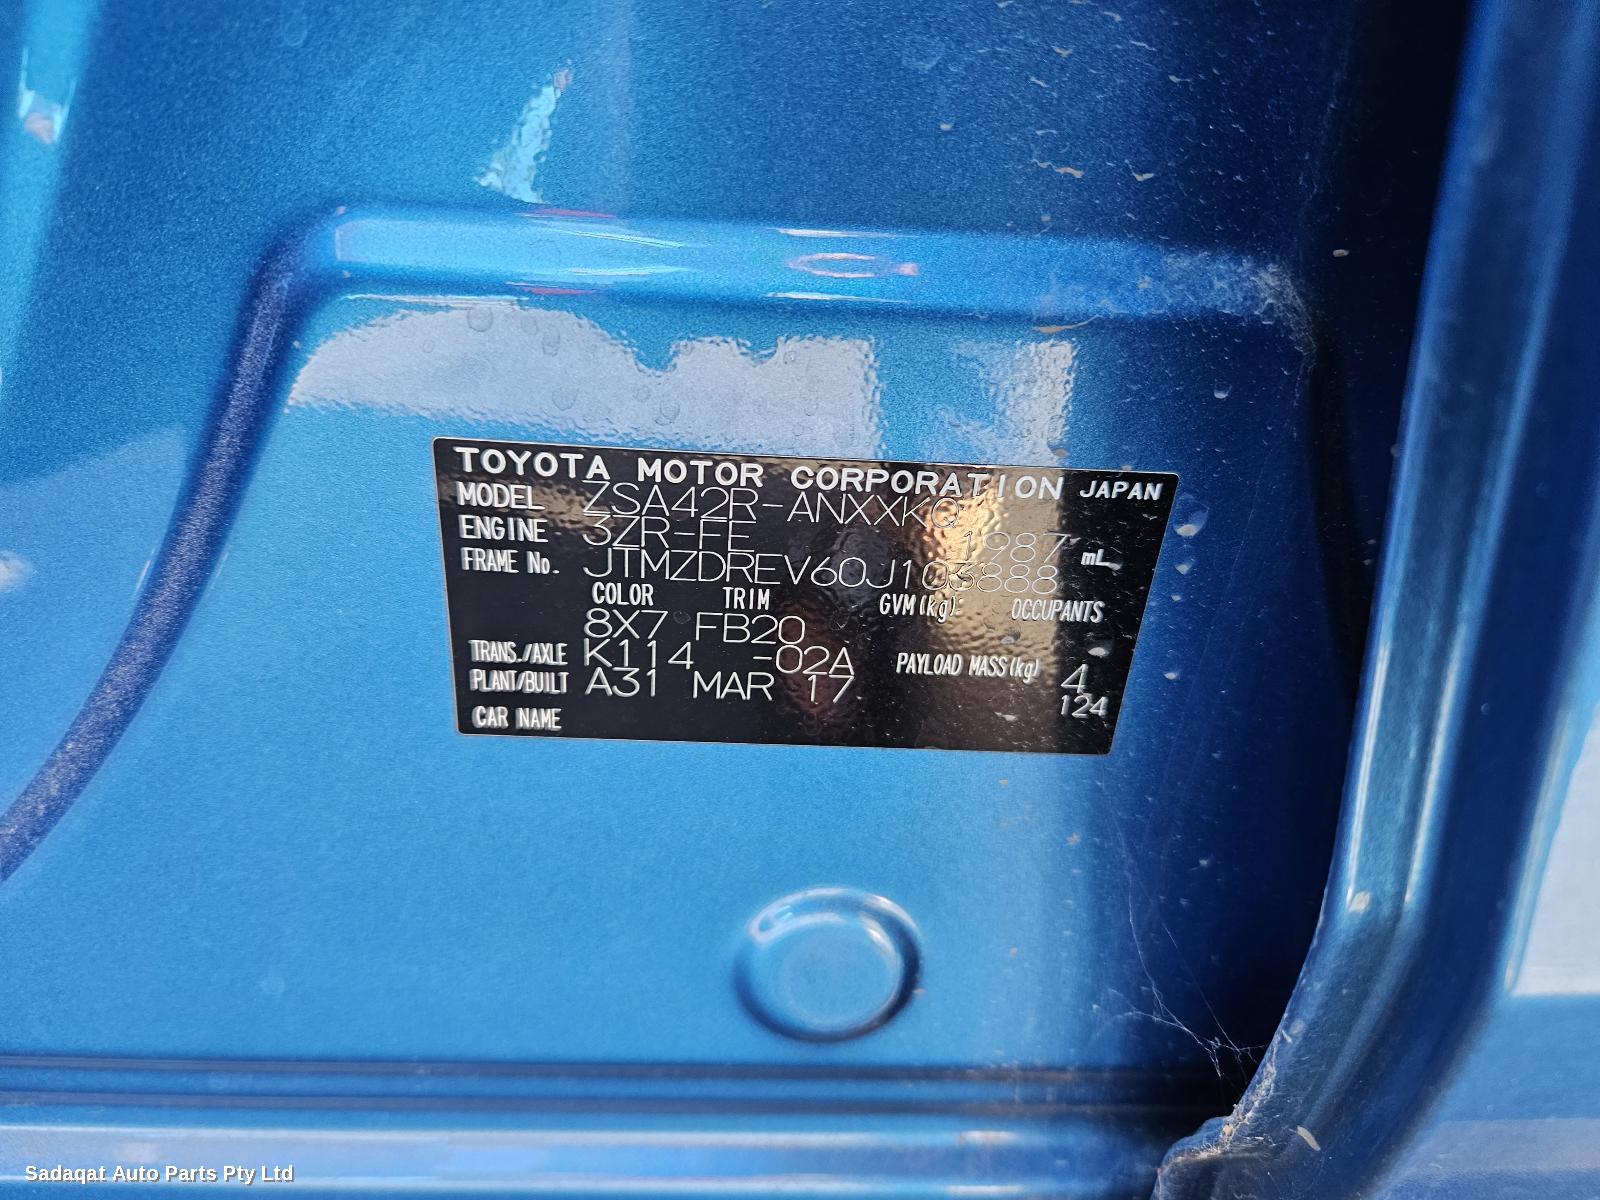 TOYOTA MOTOR CORPORATION JAPAN
MODEL ZSA42R-ANXXKQ
ENGINE 3ZR-FE 1987 mL
FRAME No. JTMZDREV60J103888
COLOR TRIM GVM(kg) OCCUPANTS
8X7 FB20
TRANS./AXLE K114 -02A PAYLOAD MASS(kg) 4
PLANT/BUILT A31 MAR 17 124
CAR NAME
Sadaqat Auto Parts Pty Ltd